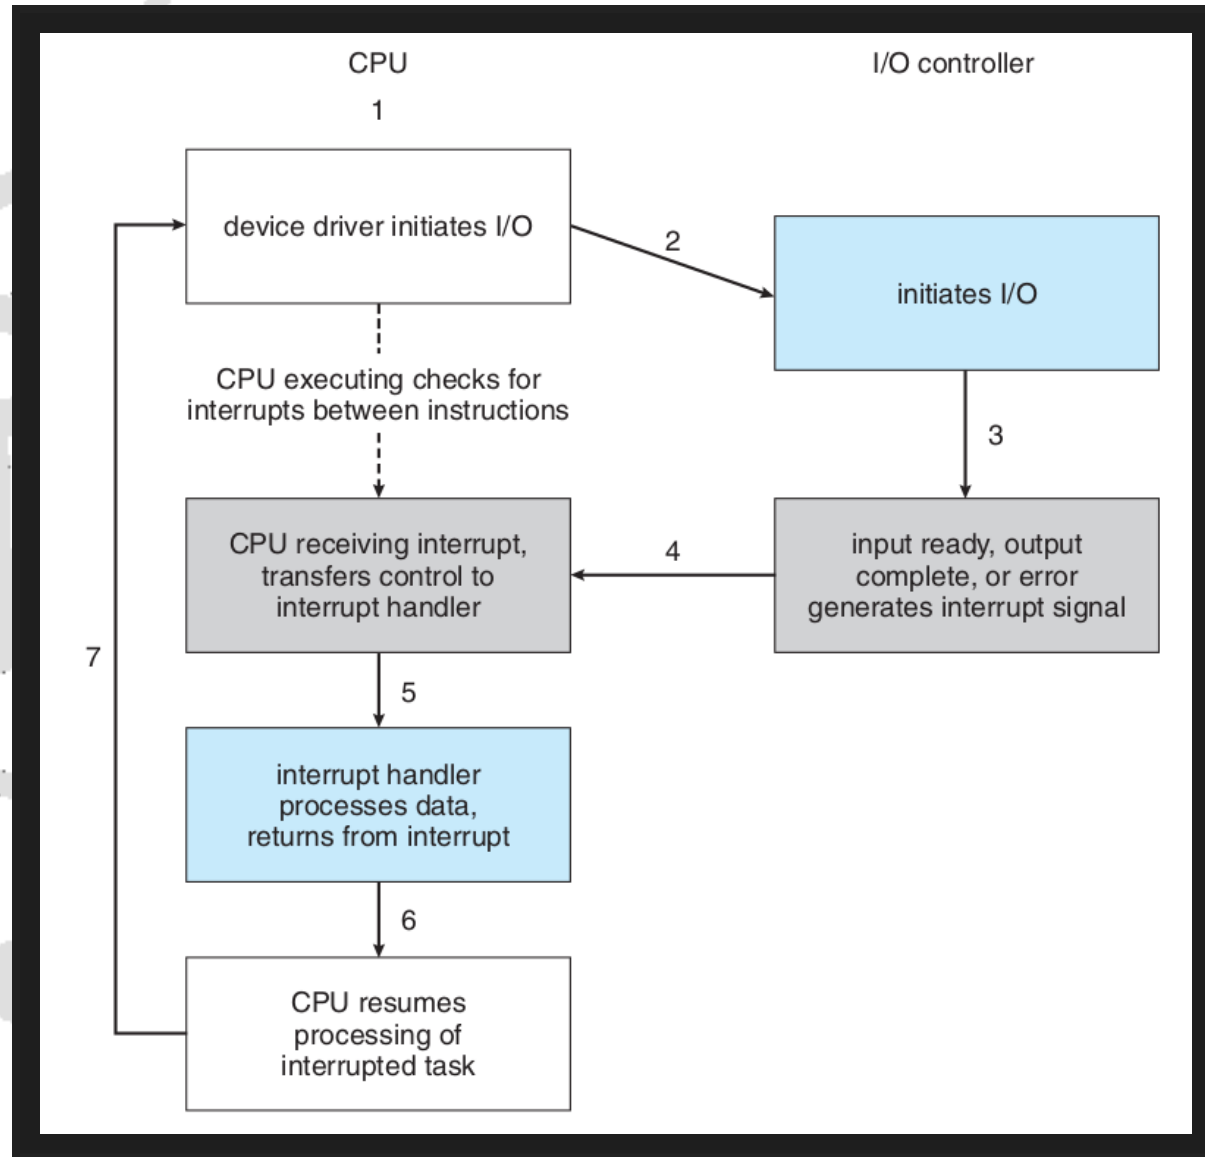 CPU
I/O controller
1
device driver initiates I/O
2
initiates I/O
CPU executing checks for
interrupts between instructions
3
CPU receiving interrupt,
transfers control to
interrupt handler
4
input ready, output
complete, or error
generates interrupt signal
7
5
interrupt handler
processes data,
returns from interrupt
6
CPU resumes
processing of
interrupted task